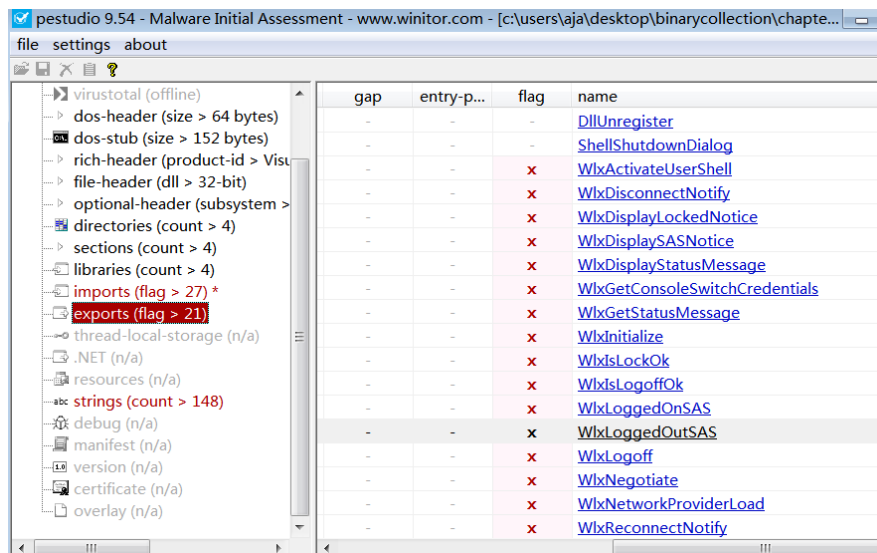 pestudio 9.54 - Malware Initial Assessment - www.winitor.com - [c:\users\aja\desktop\binarycollection\chapte...
file settings about
virustotal (offline)
dos-header (size > 64 bytes)
dos-stub (size > 152 bytes)
rich-header (product-id > Visu
file-header (dll > 32-bit)
optional-header (subsystem >
directories (count > 4)
sections (count > 4)
libraries (count > 4)
imports (flag > 27) *
exports (flag > 21)
thread-local-storage (n/a)
.NET (n/a)
resources (n/a)
abc strings (count > 148)
debug (n/a)
manifest (n/a)
1.0 version (n/a)
certificate (n/a)
overlay (n/a)
gap entry-p... flag name
- - - DllUnregister
- - - ShellShutdownDialog
- - x WlxActivateUserShell
- - x WlxDisconnectNotify
- - x WlxDisplayLockedNotice
- - x WlxDisplaySASNotice
- - x WlxDisplayStatusMessage
- - x WlxGetConsoleSwitchCredentials
- - x WlxGetStatusMessage
- - x WlxInitialize
- - x WlxIsLockOk
- - x WlxIsLogoffOk
- - x WlxLoggedOnSAS
- - x WlxLoggedOutSAS
- - x WlxLogoff
- - x WlxNegotiate
- - x WlxNetworkProviderLoad
- - x WlxReconnectNotify